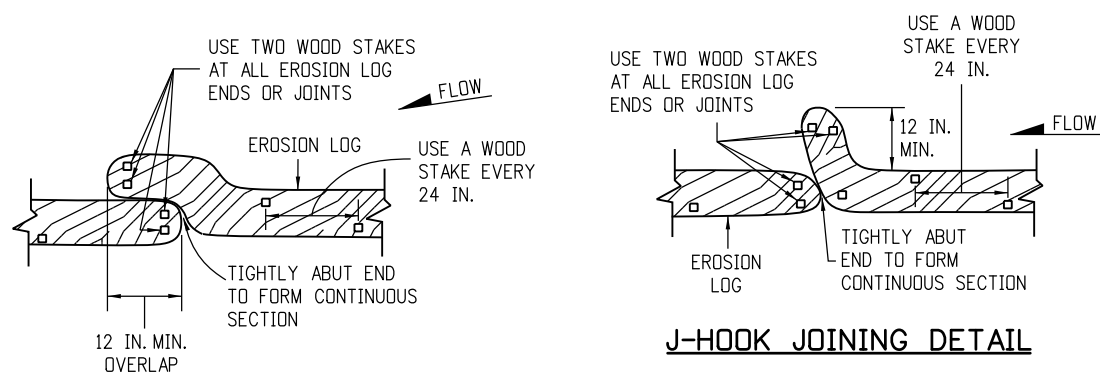 USE TWO WOOD STAKES
AT ALL EROSION LOG
ENDS OR JOINTS
FLOW
EROSION LOG
USE A WOOD
STAKE EVERY
24 IN.
TIGHTLY ABUT END
TO FORM CONTINUOUS
SECTION
12 IN. MIN.
OVERLAP
USE A WOOD
STAKE EVERY
24 IN.
USE TWO WOOD STAKES
AT ALL EROSION LOG
ENDS OR JOINTS
12 IN.
MIN.
FLOW
TIGHTLY ABUT
END TO FORM
CONTINUOUS SECTION
EROSION
LOG
J-HOOK JOINING DETAIL